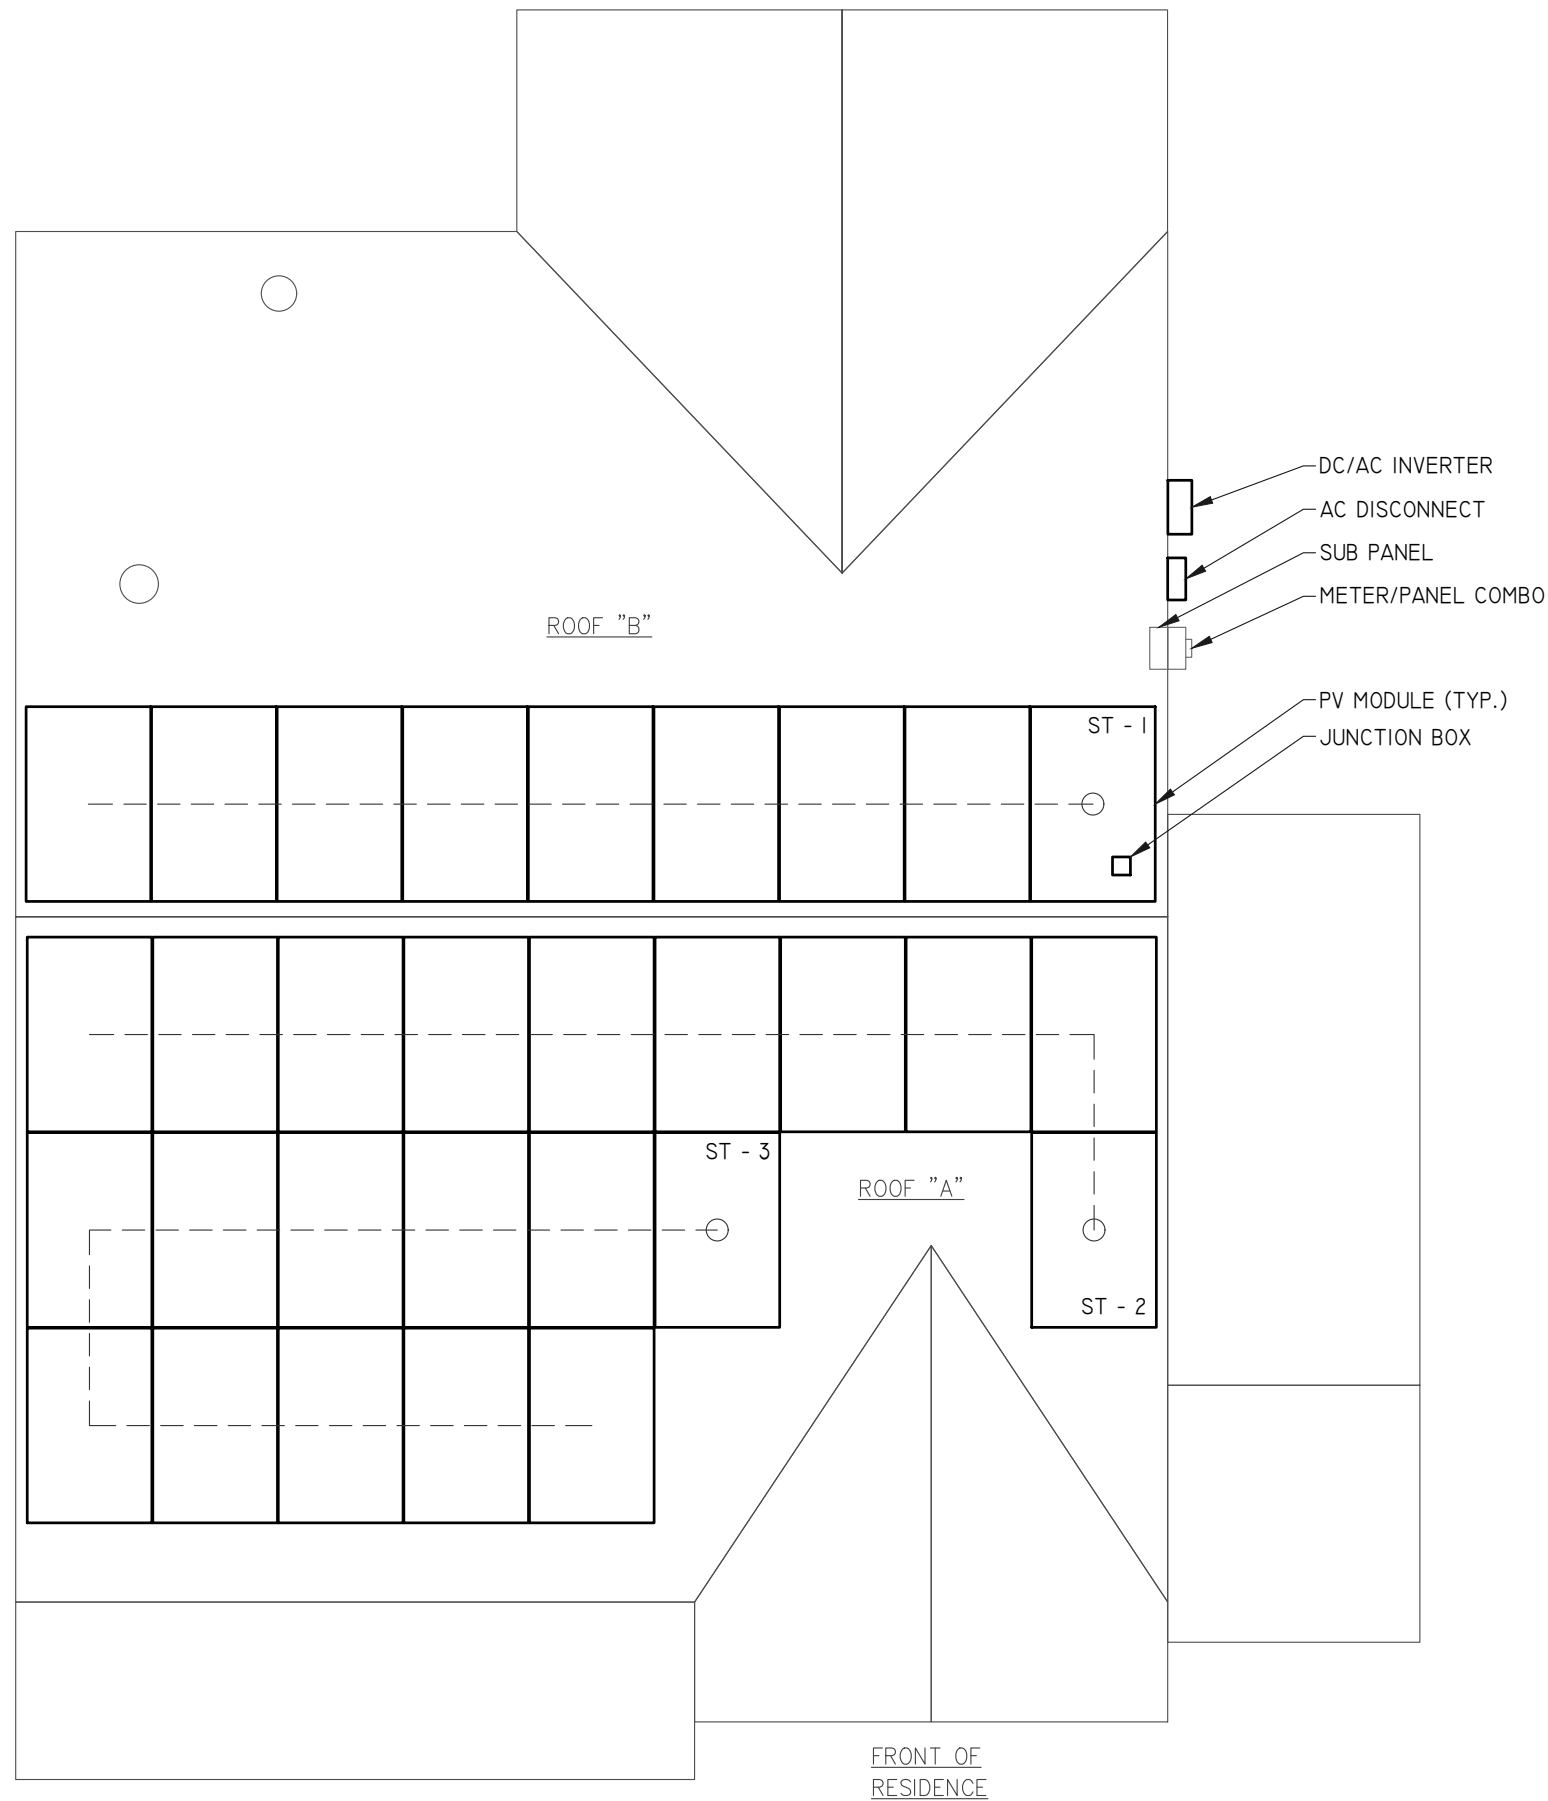 DC/AC INVERTER
AC DISCONNECT
SUB PANEL
METER/PANEL COMBO
ROOF "B"
PV MODULE (TYP.)
ST - 1
JUNCTION BOX
ST - 3
ROOF "A"
ST - 2
FRONT OF
RESIDENCE